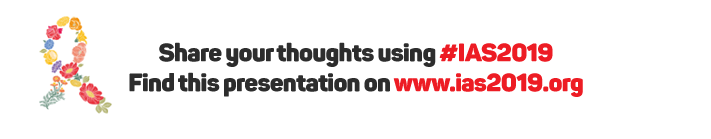 Share your thoughts using #IAS2019
Find this presentation on www.ias2019.org